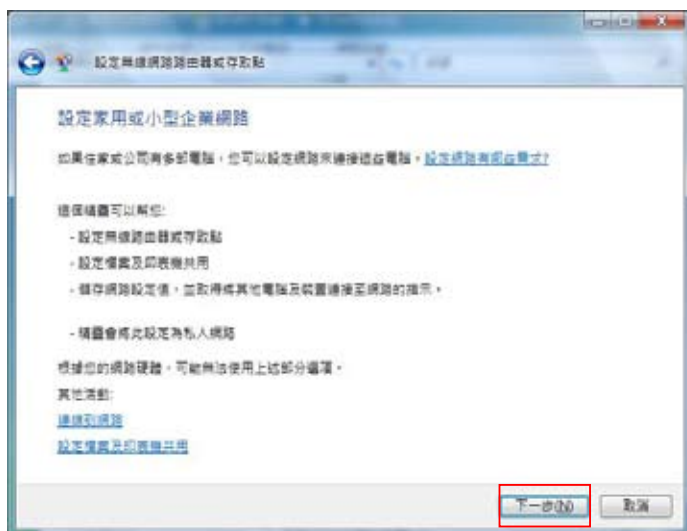 設定無線網路路由器或存取點
設定家用或小型企業網路
如果住家或公司有多部電腦，您可以設定網路來連接這些電腦。設定網路有哪些需求?
這個精靈可以幫您:
- 設定無線路由器或存取點
- 設定檔案及印表機共用
- 儲存網路設定值，並取得將其他電腦及裝置連接至網路的指示。
- 精靈會將此設定為私人網路
根據您的網路硬體，可能無法使用上述部分選項。
其他活動:
連線到網路
設定檔案及印表機共用
下一步(N) 取消